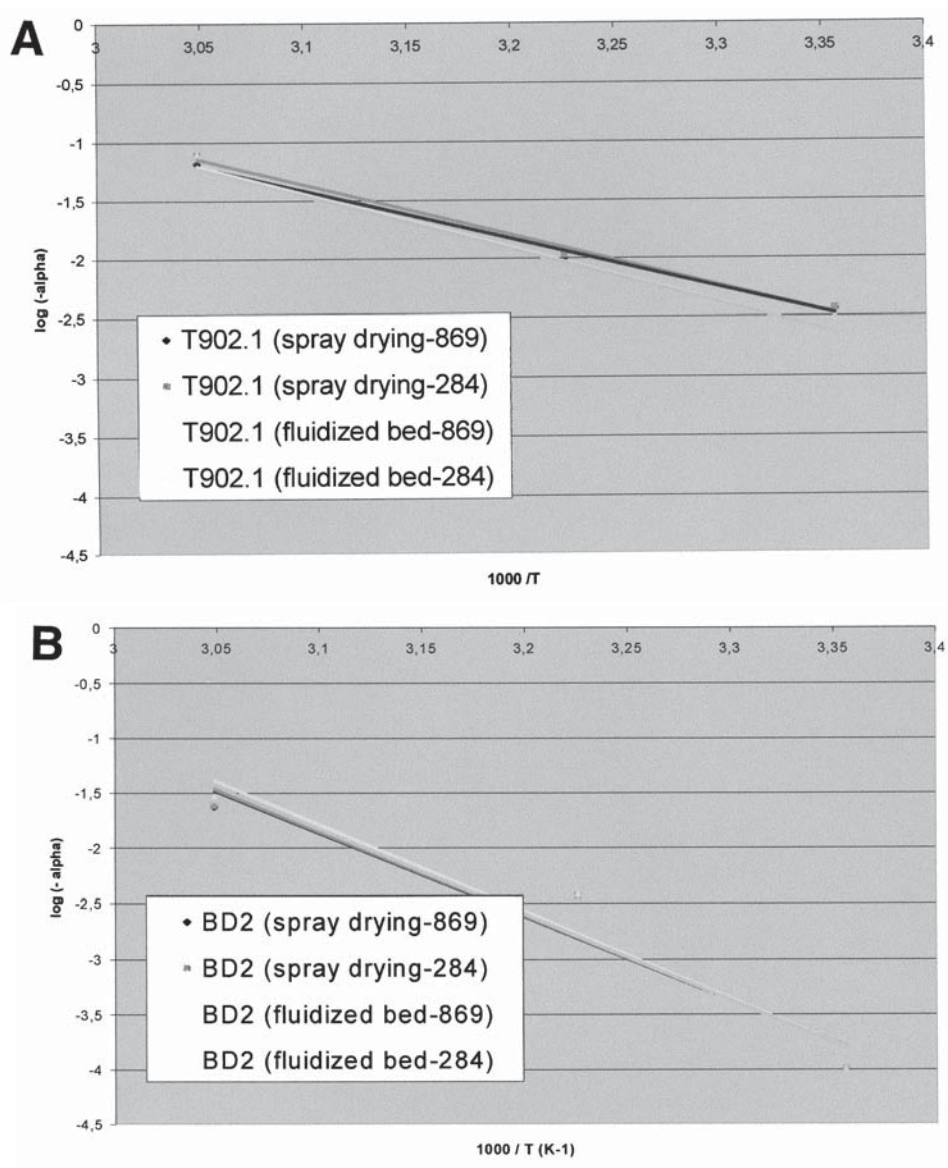 A
0
3
3,05
3,1
3,15
3,2
3,25
3,3
3,35
3,4
-0,5
-1
-1,5
-2
-2,5
-3
-3,5
-4
-4,5
log (-alpha)
T902.1 (spray drying-869)
T902.1 (spray drying-284)
T902.1 (fluidized bed-869)
T902.1 (fluidized bed-284)
1000 /T
B
0
3
3,05
3,1
3,15
3,2
3,25
3,3
3,35
3,4
-0,5
-1
-1,5
-2
-2,5
-3
-3,5
-4
-4,5
log (- alpha)
BD2 (spray drying-869)
BD2 (spray drying-284)
BD2 (fluidized bed-869)
BD2 (fluidized bed-284)
1000 / T (K-1)